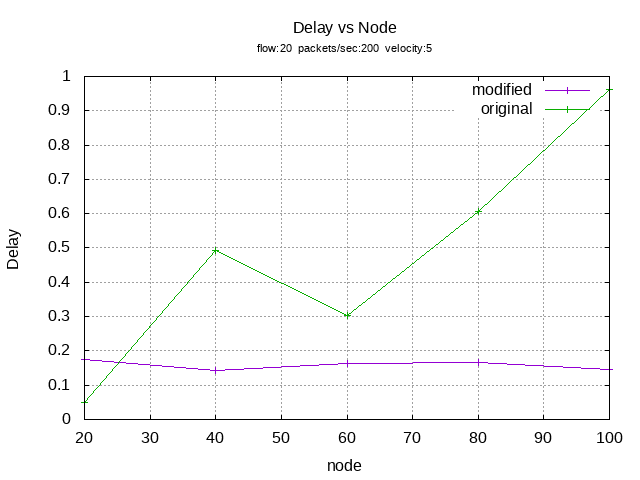 Delay vs Node
flow:20 packets/sec:200 velocity:5
modified
original
1
0.9
0.8
0.7
0.6
0.5
0.4
0.3
0.2
0.1
0
Delay
20 30 40 50 60 70 80 90 100
node